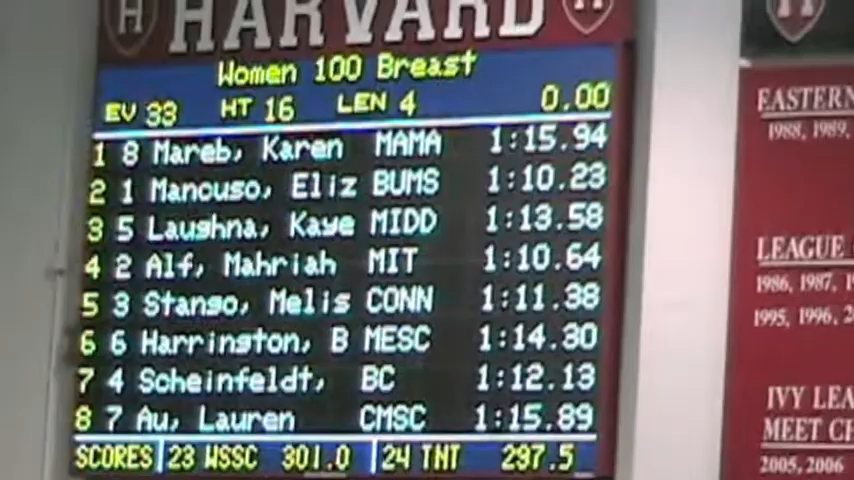 H HARVARD H
Women 100 Breast
EV 33 HT 16 LEN 4 0.00
1 8 Mareb, Karen MAMA 1:15.94
2 1 Mancuso, Eliz BUMS 1:10.23
3 5 Laughna, Kaye MIDD 1:13.58
4 2 Alf, Mahriah MIT 1:10.64
5 3 Stango, Melis CONN 1:11.38
6 6 Harrington, B MESC 1:14.30
7 4 Scheinfeldt, BC 1:12.13
8 7 Au, Lauren CMSC 1:15.89
SCORES 23 WSSC 301.0 24 TNT 297.5
H
EASTERN
1988, 1989,
LEAGUE
1986, 1987,
1995, 1996, 2
IVY LEA
MEET CH
2005, 2006